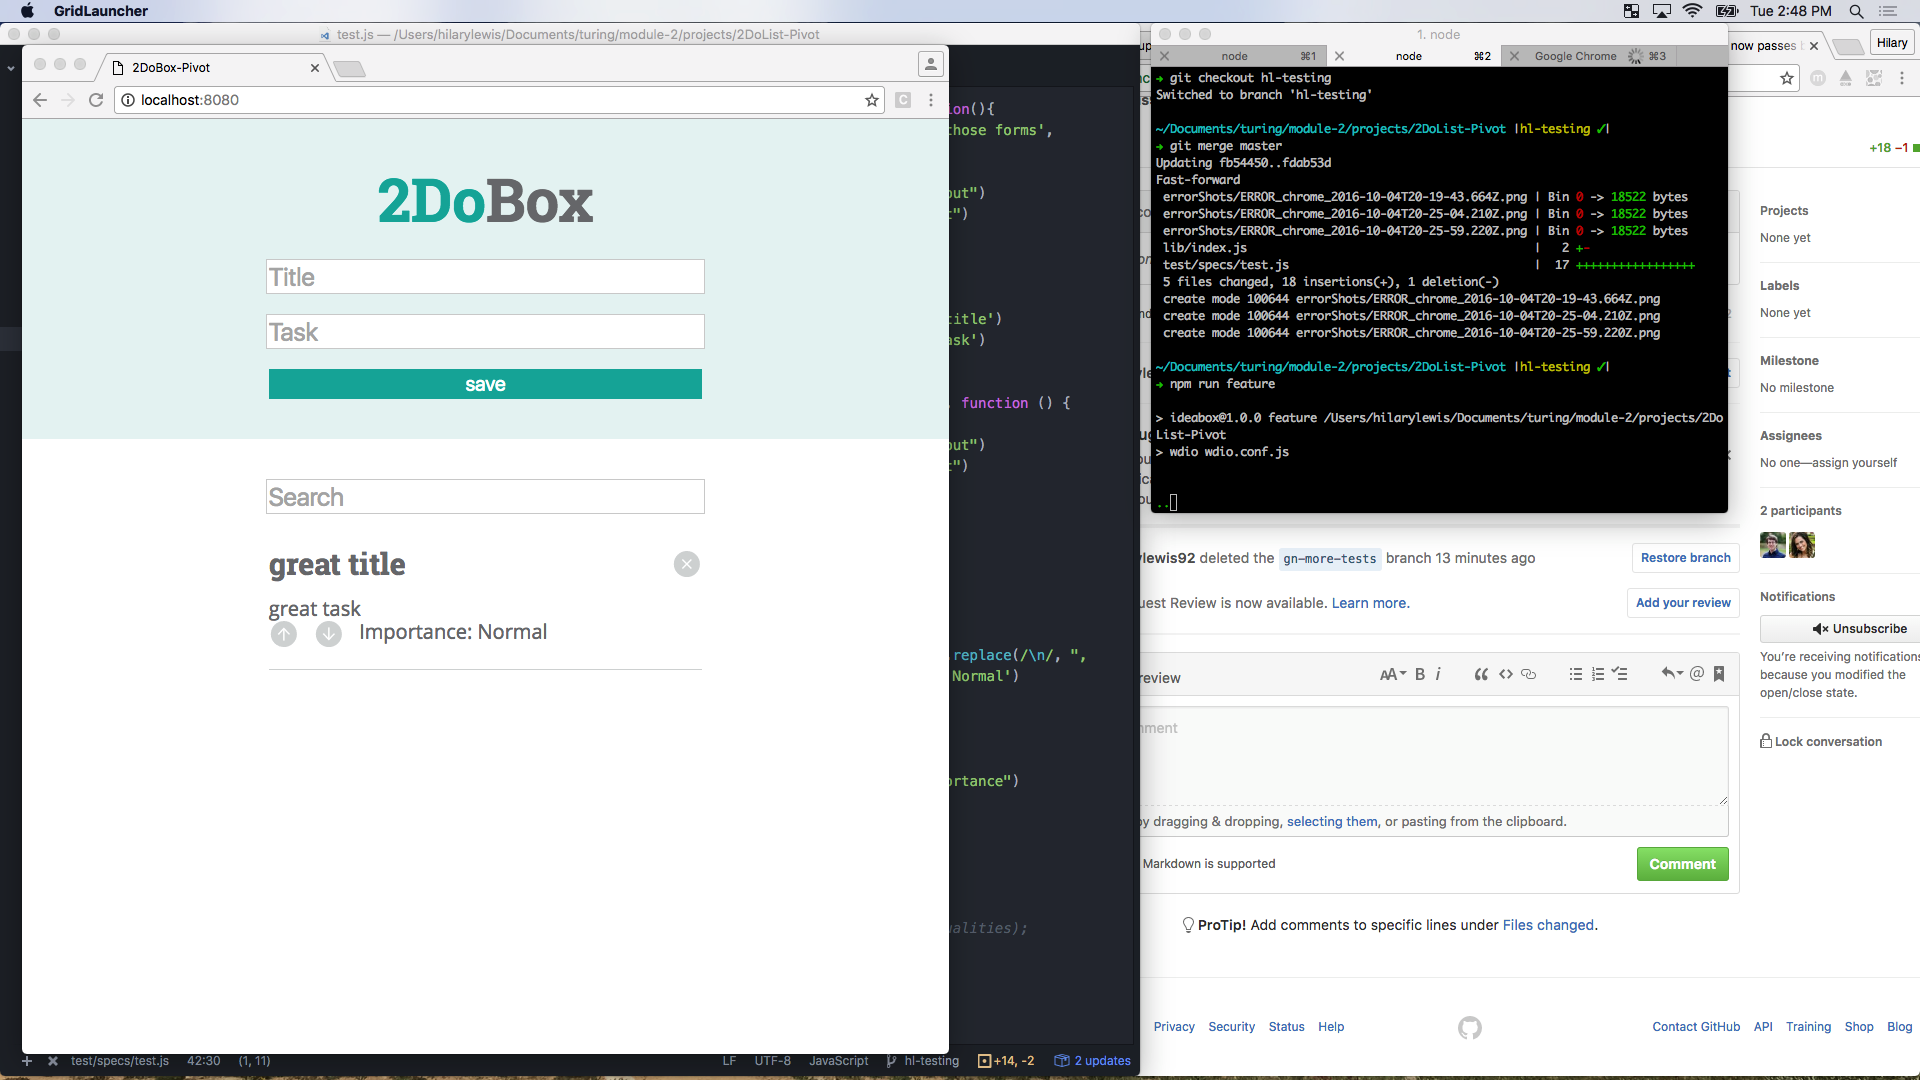 GridLauncher
Tue 2:48 PM
test.js — /Users/hilarylewis/Documents/turing/module-2/projects/2DoList-Pivot
2DoBox-Pivot
localhost:8080
C
2DoBox
Title
Task
save
Search
great title
great task
Importance: Normal
ion(){
those forms',
out")
t")
title')
ask')
, function () {
put")
t")
.replace(/\n/, ",
Normal')
ortance")
ualities);
test/specs/test.js 42:30 (1, 11)
LF UTF-8 JavaScript hl-testing +14, -2 2 updates
1. node
node ⌘1
node ⌘2
Google Chrome ⌘3
➜ git checkout hl-testing
Switched to branch 'hl-testing'
~/Documents/turing/module-2/projects/2DoList-Pivot |hl-testing ✓|
➜ git merge master
Updating fb54450..fdab53d
Fast-forward
errorShots/ERROR_chrome_2016-10-04T20-19-43.664Z.png | Bin 0 -> 18522 bytes
errorShots/ERROR_chrome_2016-10-04T20-25-04.210Z.png | Bin 0 -> 18522 bytes
errorShots/ERROR_chrome_2016-10-04T20-25-59.220Z.png | Bin 0 -> 18522 bytes
lib/index.js | 2 +-
test/specs/test.js | 17 +++++++++++++++++
5 files changed, 18 insertions(+), 1 deletion(-)
create mode 100644 errorShots/ERROR_chrome_2016-10-04T20-19-43.664Z.png
create mode 100644 errorShots/ERROR_chrome_2016-10-04T20-25-04.210Z.png
create mode 100644 errorShots/ERROR_chrome_2016-10-04T20-25-59.220Z.png
~/Documents/turing/module-2/projects/2DoList-Pivot |hl-testing ✓|
➜ npm run feature
> ideabox@1.0.0 feature /Users/hilarylewis/Documents/turing/module-2/projects/2Do
List-Pivot
> wdio wdio.conf.js
..
now passes
Hilary
+18 −1
Projects
None yet
Labels
None yet
Milestone
No milestone
Assignees
No one—assign yourself
2 participants
Notifications
Unsubscribe
You're receiving notifications
because you modified the
open/close state.
Lock conversation
ylewis92 deleted the gn-more-tests branch 13 minutes ago
Restore branch
uest Review is now available. Learn more.
Add your review
review
AA B i
mment
by dragging & dropping, selecting them, or pasting from the clipboard.
Markdown is supported
Comment
ProTip! Add comments to specific lines under Files changed.
Privacy Security Status Help
Contact GitHub API Training Shop Blog